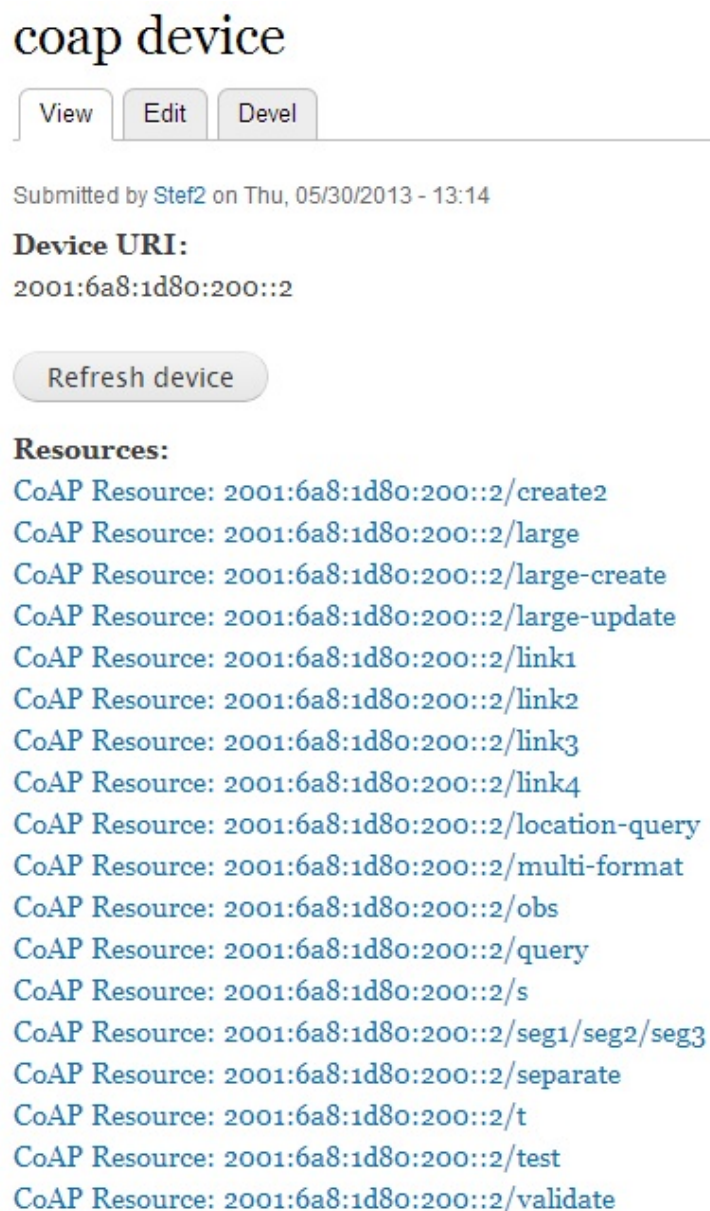 coap device
View Edit Devel
Submitted by Stef2 on Thu, 05/30/2013 - 13:14
Device URI:
2001:6a8:1d80:200::2
Refresh device
Resources:
CoAP Resource: 2001:6a8:1d80:200::2/create2
CoAP Resource: 2001:6a8:1d80:200::2/large
CoAP Resource: 2001:6a8:1d80:200::2/large-create
CoAP Resource: 2001:6a8:1d80:200::2/large-update
CoAP Resource: 2001:6a8:1d80:200::2/link1
CoAP Resource: 2001:6a8:1d80:200::2/link2
CoAP Resource: 2001:6a8:1d80:200::2/link3
CoAP Resource: 2001:6a8:1d80:200::2/link4
CoAP Resource: 2001:6a8:1d80:200::2/location-query
CoAP Resource: 2001:6a8:1d80:200::2/multi-format
CoAP Resource: 2001:6a8:1d80:200::2/obs
CoAP Resource: 2001:6a8:1d80:200::2/query
CoAP Resource: 2001:6a8:1d80:200::2/s
CoAP Resource: 2001:6a8:1d80:200::2/seg1/seg2/seg3
CoAP Resource: 2001:6a8:1d80:200::2/separate
CoAP Resource: 2001:6a8:1d80:200::2/t
CoAP Resource: 2001:6a8:1d80:200::2/test
CoAP Resource: 2001:6a8:1d80:200::2/validate